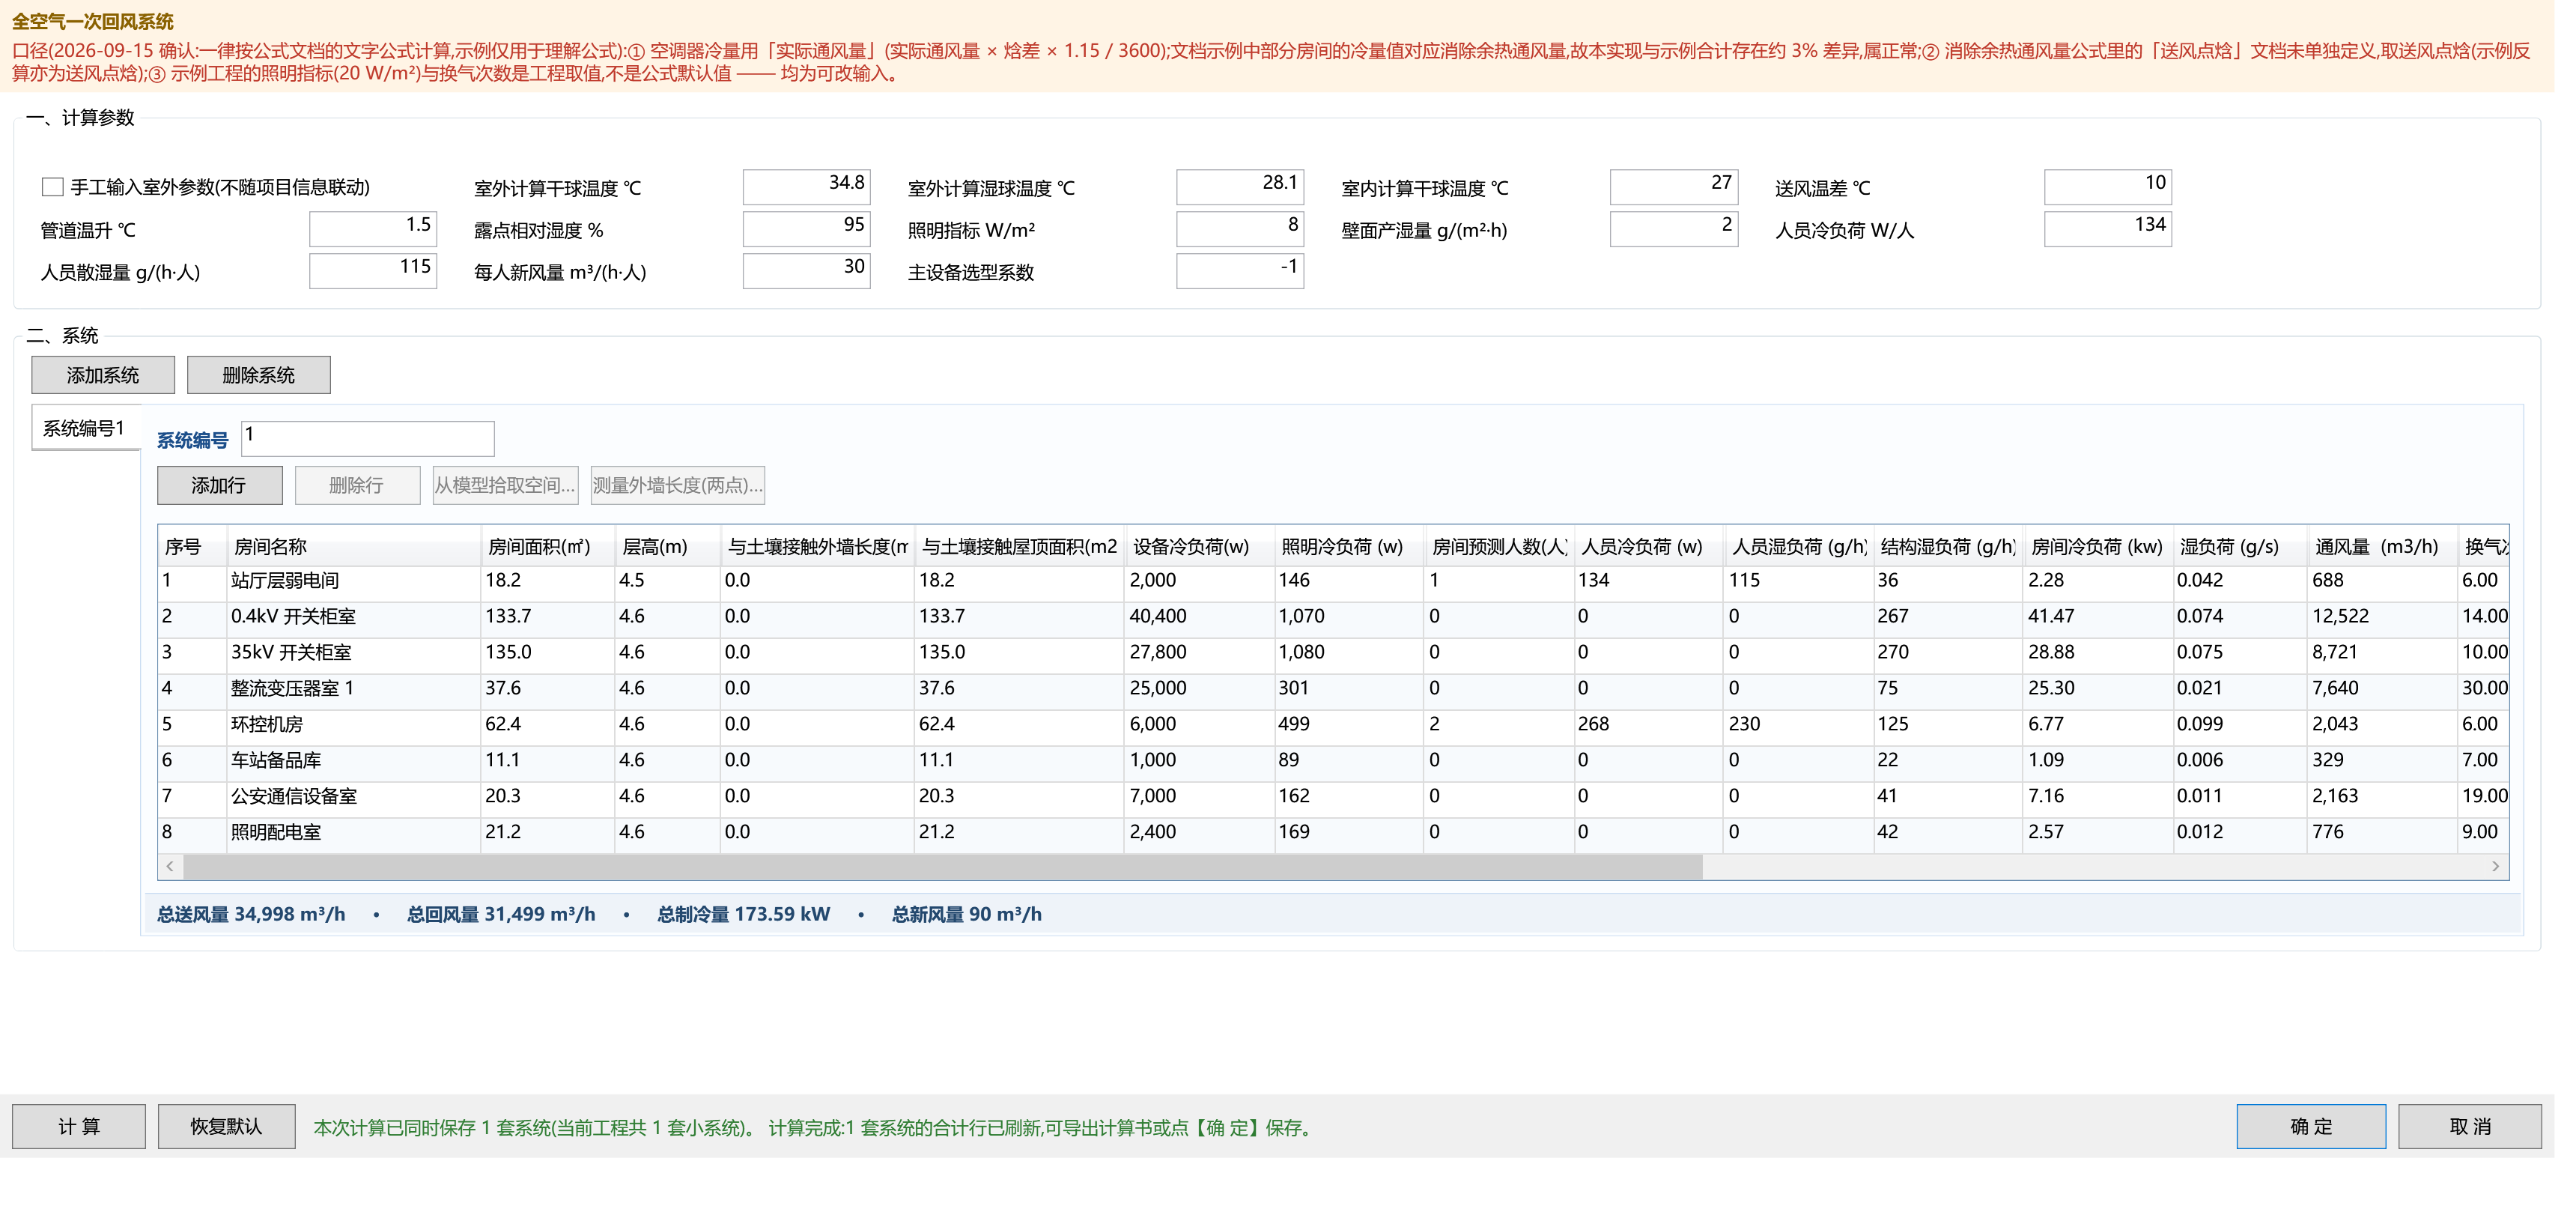 全空气一次回风系统
口径(2026-09-15 确认:一律按公式文档的文字公式计算,示例仅用于理解公式):① 空调器冷量用「实际通风量」(实际通风量 × 焓差 × 1.15 / 3600);文档示例中部分房间的冷量值对应消除余热通风量,故本实现与示例合计存在约 3% 差异,属正常;② 消除余热通风量公式里的「送风点焓」文档未单独定义,取送风点焓(示例反
算亦为送风点焓);③ 示例工程的照明指标(20 W/m²)与换气次数是工程取值,不是公式默认值 —— 均为可改输入。
一、计算参数
手工输入室外参数(不随项目信息联动) 室外计算干球温度 ℃ 34.8 室外计算湿球温度 ℃ 28.1 室内计算干球温度 ℃ 27 送风温差 ℃ 10
管道温升 ℃ 1.5 露点相对湿度 % 95 照明指标 W/m² 8 壁面产湿量 g/(m²·h) 2 人员冷负荷 W/人 134
人员散湿量 g/(h·人) 115 每人新风量 m³/(h·人) 30 主设备选型系数 -1
二、系统
添加系统 删除系统
系统编号1 系统编号 1
添加行 删除行 从模型拾取空间... 测量外墙长度(两点)...
序号 房间名称 房间面积(㎡) 层高(m) 与土壤接触外墙长度(m 与土壤接触屋顶面积(m2 设备冷负荷(w) 照明冷负荷 (w) 房间预测人数(人) 人员冷负荷 (w) 人员湿负荷 (g/h) 结构湿负荷 (g/h) 房间冷负荷 (kw) 湿负荷 (g/s) 通风量 (m3/h) 换气
1 站厅层弱电间 18.2 4.5 0.0 18.2 2,000 146 1 134 115 36 2.28 0.042 688 6.00
2 0.4kV 开关柜室 133.7 4.6 0.0 133.7 40,400 1,070 0 0 0 267 41.47 0.074 12,522 14.00
3 35kV 开关柜室 135.0 4.6 0.0 135.0 27,800 1,080 0 0 0 270 28.88 0.075 8,721 10.00
4 整流变压器室 1 37.6 4.6 0.0 37.6 25,000 301 0 0 0 75 25.30 0.021 7,640 30.00
5 环控机房 62.4 4.6 0.0 62.4 6,000 499 2 268 230 125 6.77 0.099 2,043 6.00
6 车站备品库 11.1 4.6 0.0 11.1 1,000 89 0 0 0 22 1.09 0.006 329 7.00
7 公安通信设备室 20.3 4.6 0.0 20.3 7,000 162 0 0 0 41 7.16 0.011 2,163 19.00
8 照明配电室 21.2 4.6 0.0 21.2 2,400 169 0 0 0 42 2.57 0.012 776 9.00
总送风量 34,998 m³/h • 总回风量 31,499 m³/h • 总制冷量 173.59 kW • 总新风量 90 m³/h
计 算 恢复默认 本次计算已同时保存 1 套系统(当前工程共 1 套小系统)。 计算完成:1 套系统的合计行已刷新,可导出计算书或点【确 定】保存。 确 定 取 消